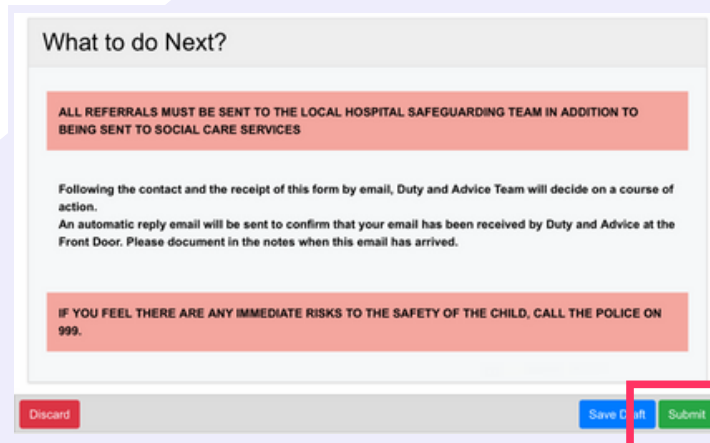 What to do Next?
ALL REFERRALS MUST BE SENT TO THE LOCAL HOSPITAL SAFEGUARDING TEAM IN ADDITION TO
BEING SENT TO SOCIAL CARE SERVICES
Following the contact and the receipt of this form by email, Duty and Advice Team will decide on a course of
action.
An automatic reply email will be sent to confirm that your email has been received by Duty and Advice at the
Front Door. Please document in the notes when this email has arrived.
IF YOU FEEL THERE ARE ANY IMMEDIATE RISKS TO THE SAFETY OF THE CHILD, CALL THE POLICE ON
999.
Discard Save Draft Submit